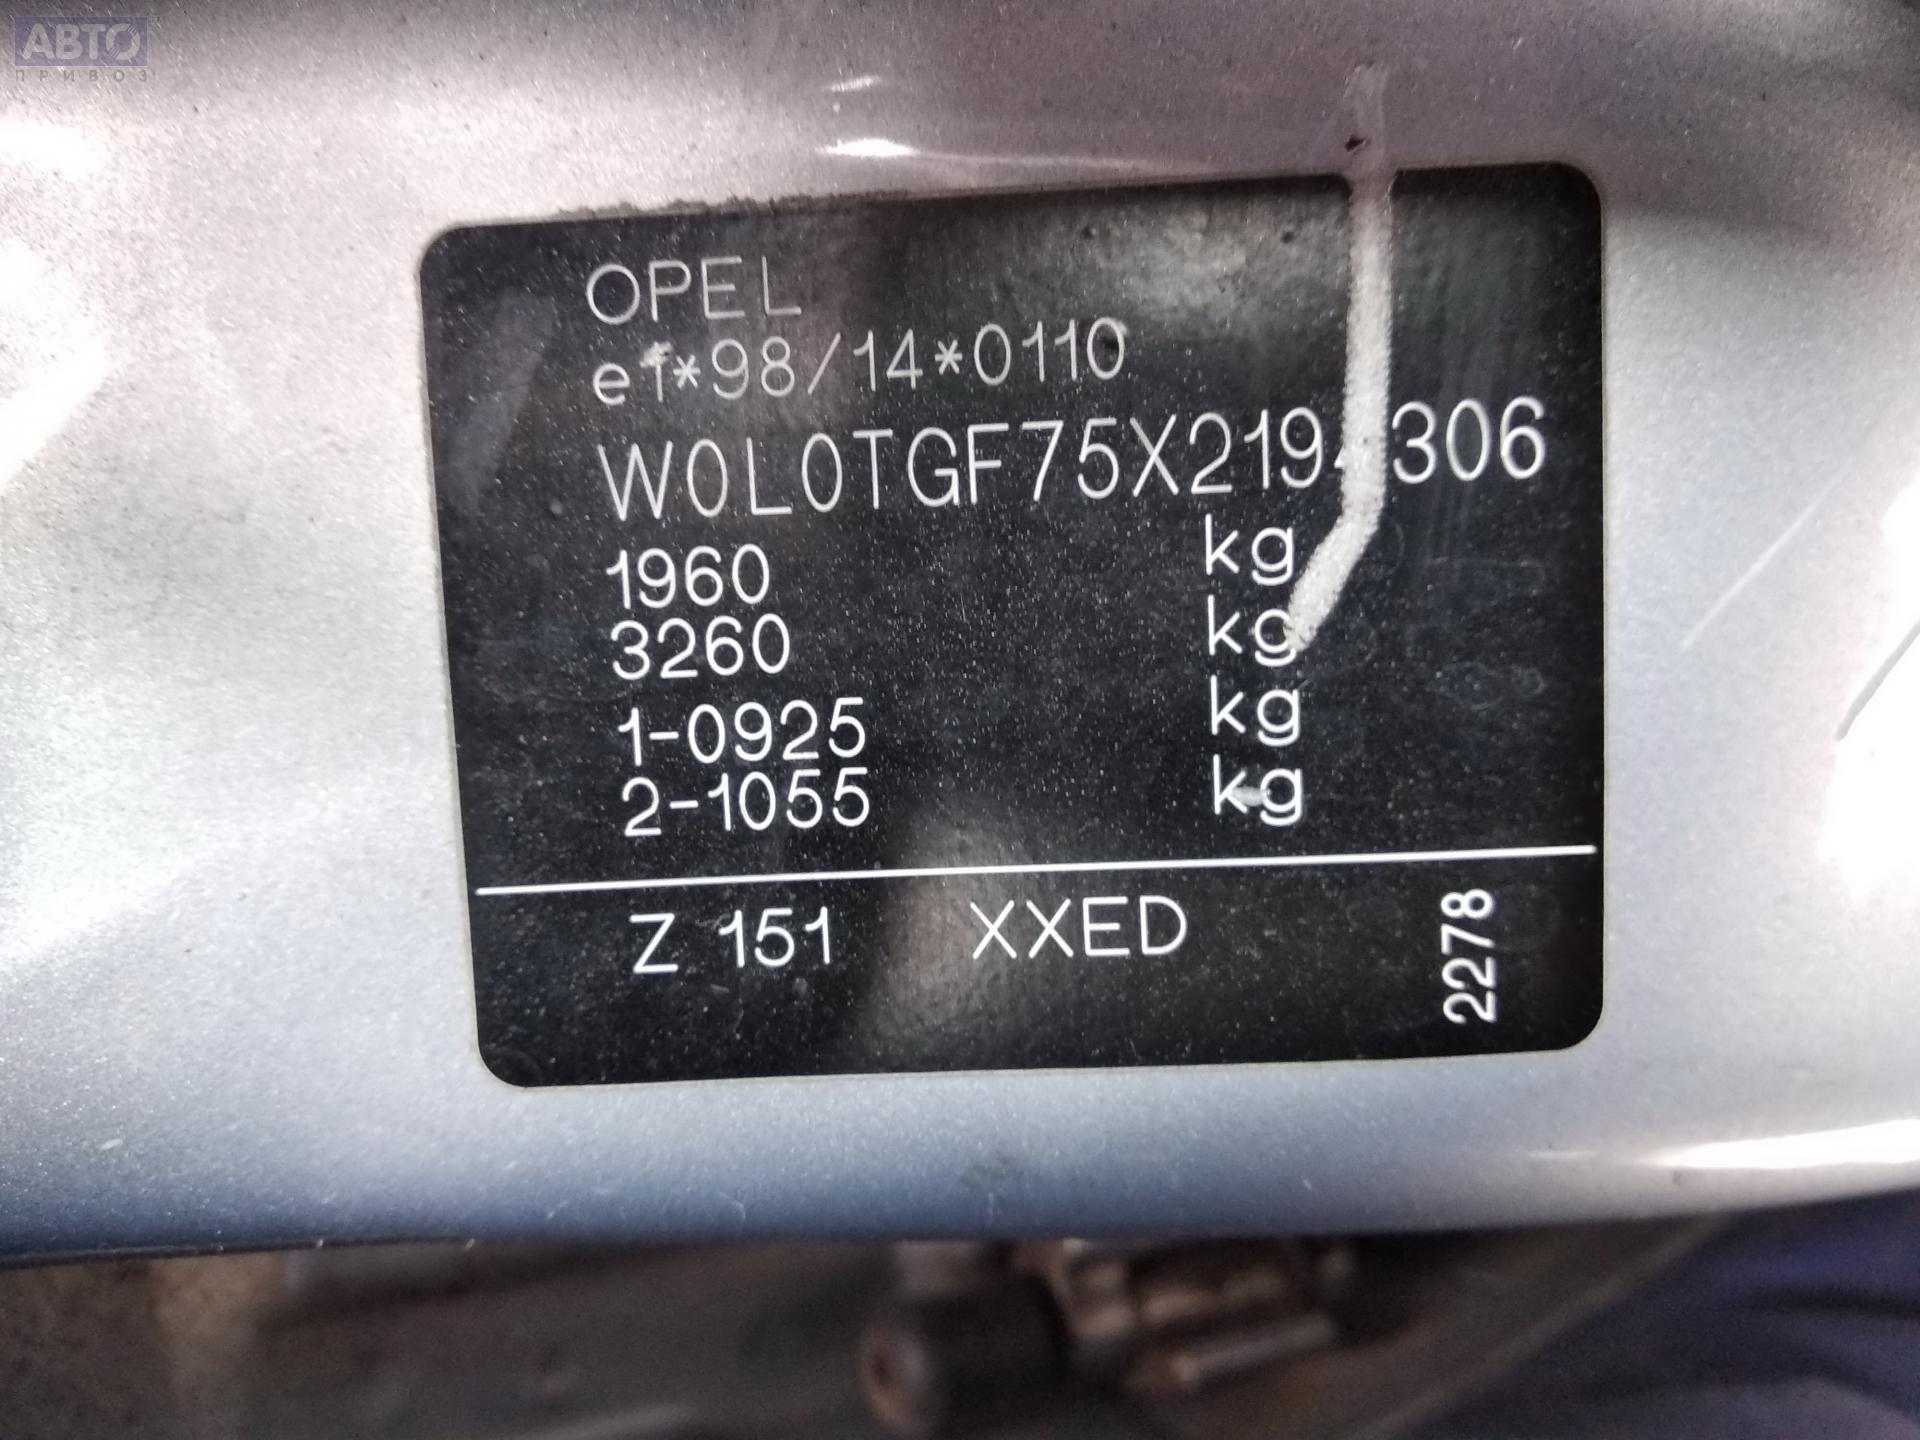 АВТО
ПРИВОЗ
OPEL
e1*98/14*0110
W0L0TGF75X2194306
1960 kg
3260 kg
1-0925 kg
2-1055 kg
Z 151 XXED
2278